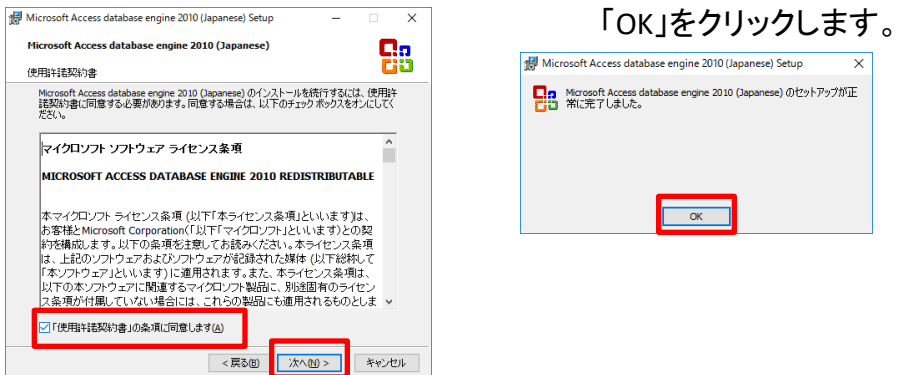 Microsoft Access database engine 2010 (Japanese) Setup
Microsoft Access database engine 2010 (Japanese)
使用許諾契約書
Microsoft Access database engine 2010 (Japanese) のインストールを続行するには、使用許
諾契約書に同意する必要があります。同意する場合は、以下のチェック ボックスをオンにしてく
ださい。
マイクロソフト ソフトウェア ライセンス条項
MICROSOFT ACCESS DATABASE ENGINE 2010 REDISTRIBUTABLE
本マイクロソフト ライセンス条項 (以下「本ライセンス条項」といいます)は、
お客様とMicrosoft Corporation(「以下「マイクロソフト」といいます)との契
約を構成します。以下の条項を注意してお読みください。本ライセンス条項
は、上記のソフトウェアおよびソフトウェアが記録された媒体 (以下総称して
「本ソフトウェア」といいます) に適用されます。また、本ライセンス条項は、
以下の本ソフトウェアに関連するマイクロソフト製品に、別途固有のライセン
ス条項が付属していない場合には、これらの製品にも適用されるものとしま
「使用許諾契約書」の条項に同意します(A)
< 戻る(B)
次へ(N) >
キャンセル
「OK」をクリックします。
Microsoft Access database engine 2010 (Japanese) Setup
Microsoft Access database engine 2010 (Japanese) のセットアップが正
常に完了しました。
OK